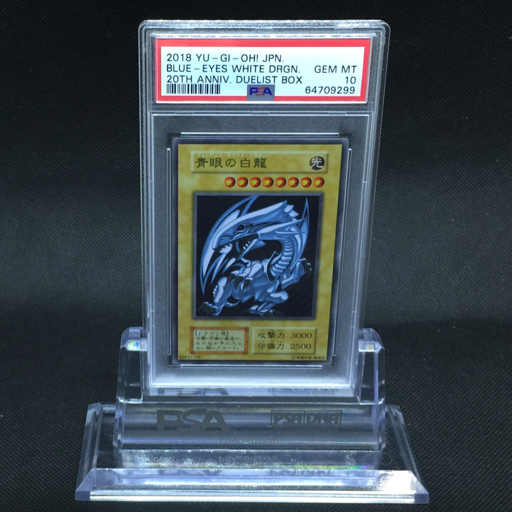 2018 YU-GI-OH! JPN.
BLUE-EYES WHITE DRGN. GEM MT
20TH ANNIV. DUELIST BOX 10
PSA 64709299
青眼の白龍
光
攻撃力 3000
守備力 2500
PSA